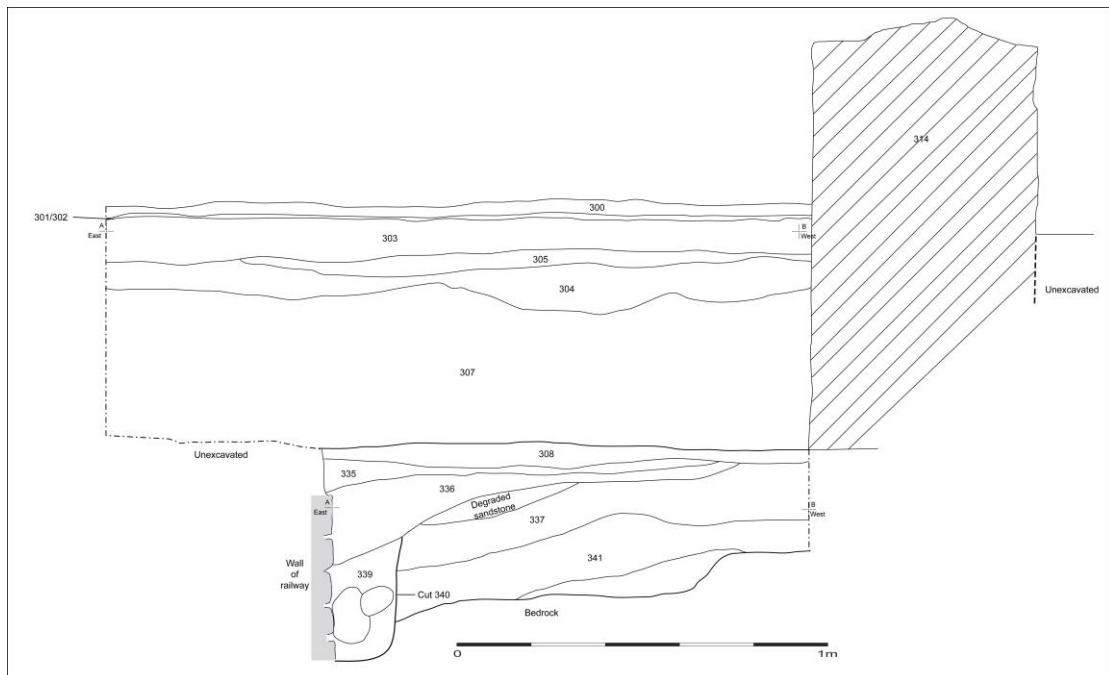 314
300
301/302
A
B
East
West
303
305
304
Unexcavated
307
Unexcavated
308
335
336
Degraded
sandstone
A
B
East
337
West
341
Wall
of
railway
339
Cut 340
Bedrock
0
1m